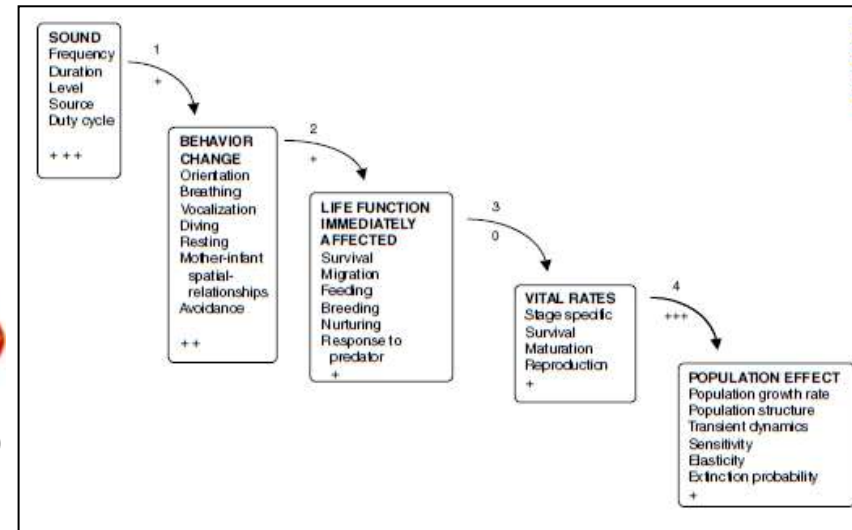 SOUND
Frequency
Duration
Level
Source
Duty cycle
+ + +
1
+
BEHAVIOR
CHANGE
Orientation
Breathing
Vocalization
Diving
Resting
Mother-infant
spatial-
relationships
Avoidance
+ +
2
+
LIFE FUNCTION
IMMEDIATELY
AFFECTED
Survival
Migration
Feeding
Breeding
Nurturing
Response to
predator
+
3
0
VITAL RATES
Stage specific
Survival
Maturation
Reproduction
+
4
+++
POPULATION EFFECT
Population growth rate
Population structure
Transient dynamics
Sensitivity
Elasticity
Extinction probability
+